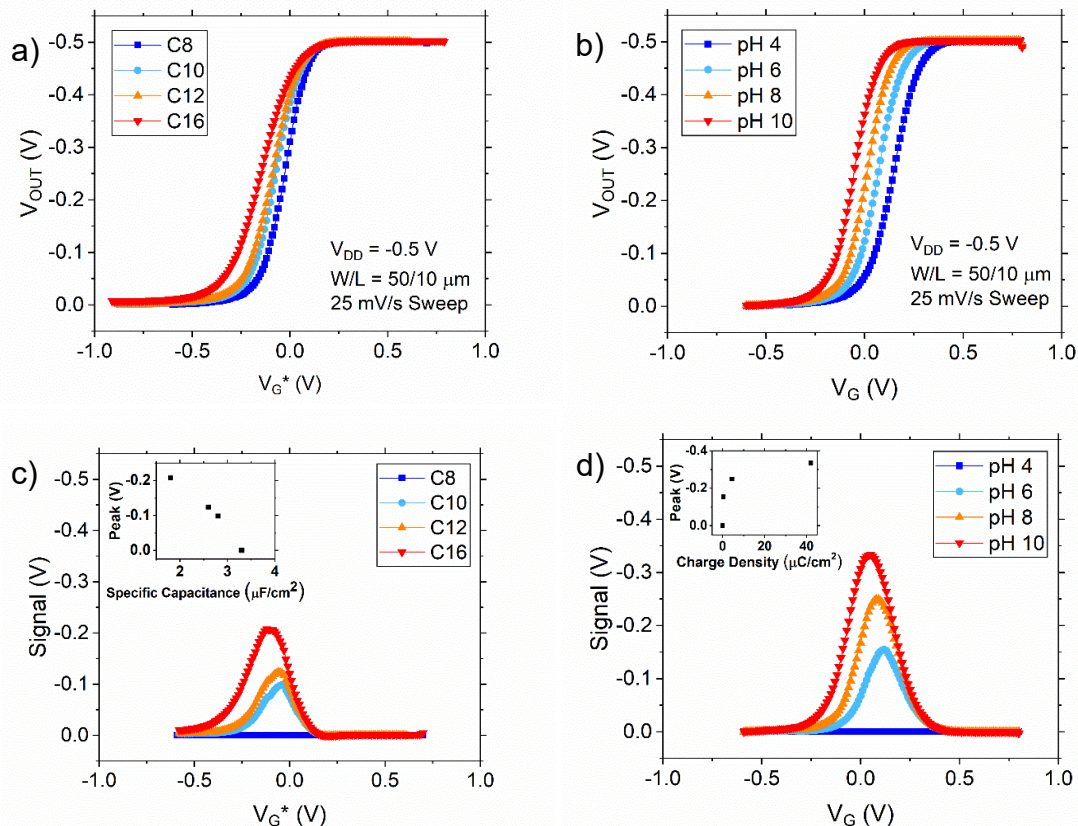 a)
C8
C10
C12
C16
-0.5
-0.4
-0.3
-0.2
-0.1
0.0
V_OUT (V)
V_DD = -0.5 V
W/L = 50/10 μm
25 mV/s Sweep
-1.0 -0.5 0.0 0.5 1.0
V_G* (V)
b)
pH 4
pH 6
pH 8
pH 10
-0.5
-0.4
-0.3
-0.2
-0.1
0.0
V_OUT (V)
V_DD = -0.5 V
W/L = 50/10 μm
25 mV/s Sweep
-1.0 -0.5 0.0 0.5 1.0
V_G (V)
c)
-0.5
-0.4
-0.3
-0.2
-0.1
0.0
Signal (V)
-0.2
-0.1
0.0
Peak (V)
2 3 4
Specific Capacitance (μF/cm²)
C8
C10
C12
C16
-1.0 -0.5 0.0 0.5 1.0
V_G* (V)
d)
-0.5
-0.4
-0.3
-0.2
-0.1
0.0
Signal (V)
-0.4
-0.2
0.0
Peak (V)
0 20 40
Charge Density (μC/cm²)
pH 4
pH 6
pH 8
pH 10
-1.0 -0.5 0.0 0.5 1.0
V_G (V)